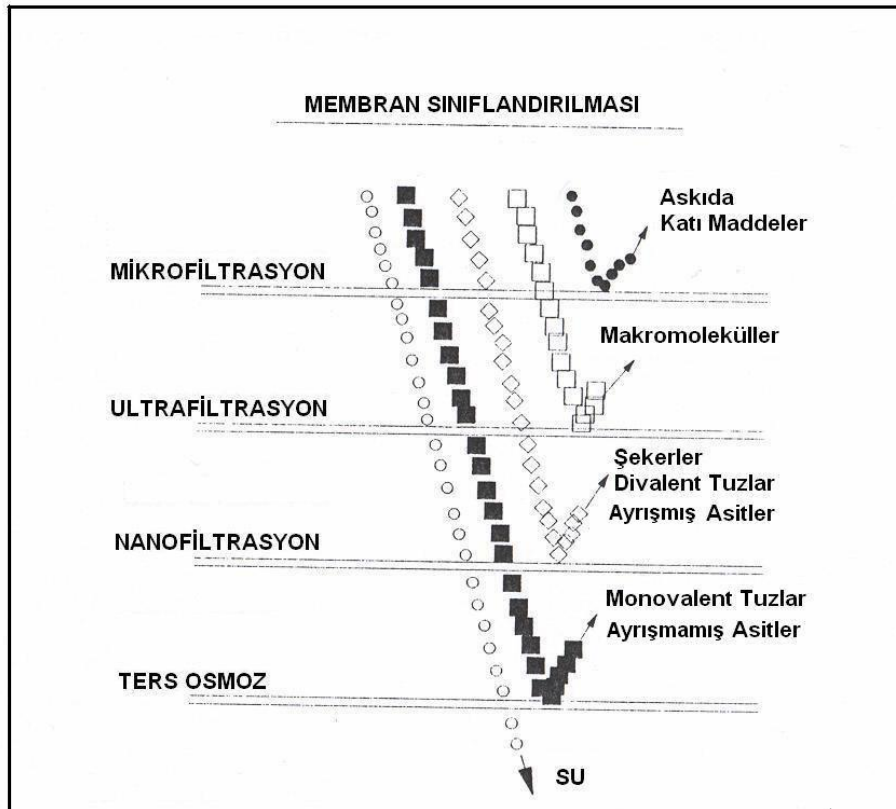 MEMBRAN SINIFLANDIRILMASI
Askıda
Katı Maddeler
MİKROFİLTRASYON
Makromoleküller
ULTRAFİLTRASYON
Şekerler
Divalent Tuzlar
Ayrışmış Asitler
NANOFİLTRASYON
Monovalent Tuzlar
Ayrışmamış Asitler
TERS OSMOZ
SU